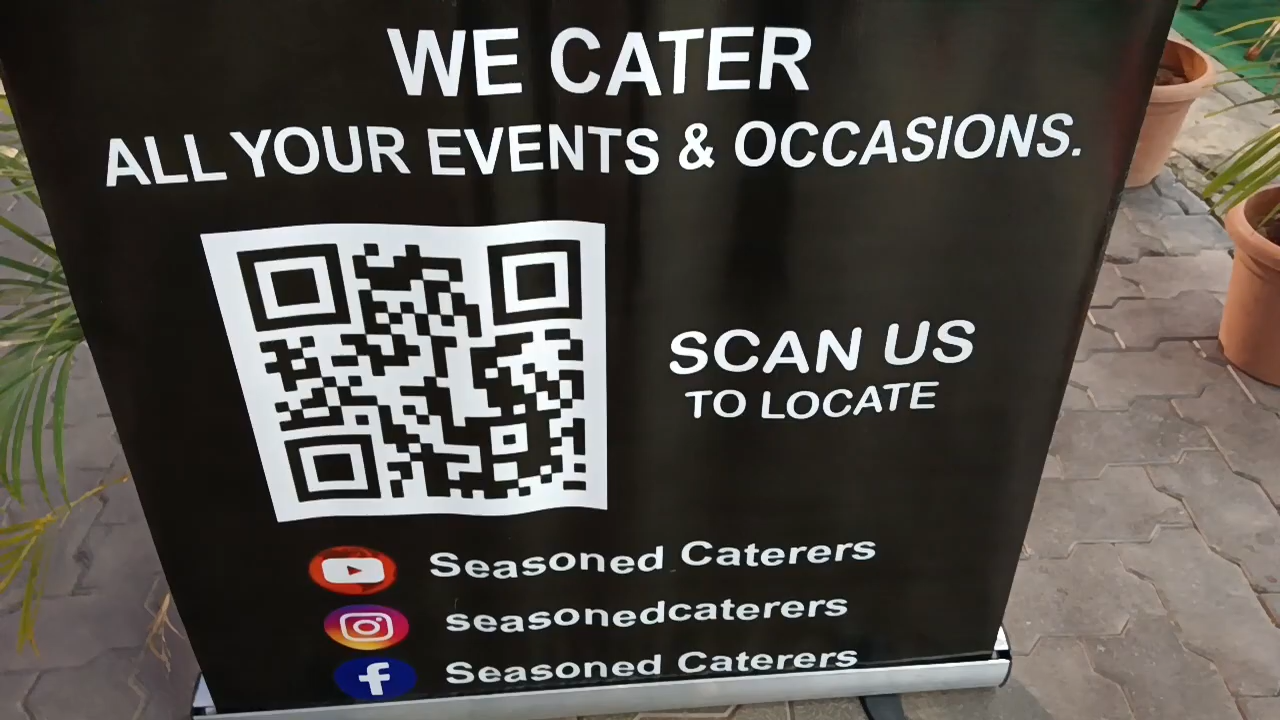 WE CATER
ALL YOUR EVENTS & OCCASIONS.
SCAN US
TO LOCATE
Seasoned Caterers
seasonedcaterers
Seasoned Caterers